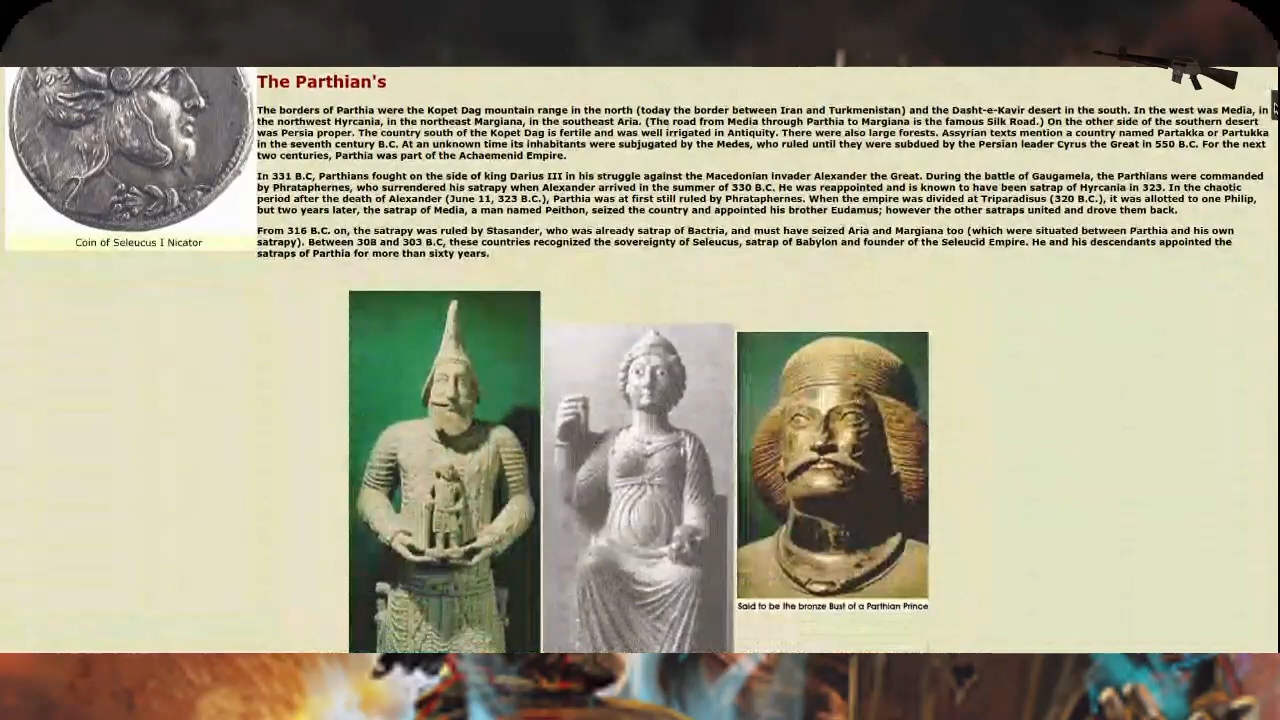 The Parthian's
The borders of Parthia were the Kopet Dag mountain range in the north (today the border between Iran and Turkmenistan) and the Dasht-e-Kavir desert in the south. In the west was Media, in
the northwest Hyrcania, in the northeast Margiana, in the southeast Aria. (The road from Media through Parthia to Margiana is the famous Silk Road.) On the other side of the southern desert
was Persia proper. The country south of the Kopet Dag is fertile and was well irrigated in Antiquity. There were also large forests. Assyrian texts mention a country named Partakka or Partukka
in the seventh century B.C. At an unknown time its inhabitants were subjugated by the Medes, who ruled until they were subdued by the Persian leader Cyrus the Great in 550 B.C. For the next
two centuries, Parthia was part of the Achaemenid Empire.
In 331 B.C, Parthians fought on the side of king Darius III in his struggle against the Macedonian invader Alexander the Great. During the battle of Gaugamela, the Parthians were commanded
by Phrataphernes, who surrendered his satrapy when Alexander arrived in the summer of 330 B.C. He was reappointed and is known to have been satrap of Hyrcania in 323. In the chaotic
period after the death of Alexander (June 11, 323 B.C.), Parthia was at first still ruled by Phrataphernes. When the empire was divided at Triparadisus (320 B.C.), it was allotted to one Philip,
but two years later, the satrap of Media, a man named Peithon, seized the country and appointed his brother Eudamus; however the other satraps united and drove them back.
From 316 B.C. on, the satrapy was ruled by Stasander, who was already satrap of Bactria, and must have seized Aria and Margiana too (which were situated between Parthia and his own
satrapy). Between 308 and 303 B.C, these countries recognized the sovereignty of Seleucus, satrap of Babylon and founder of the Seleucid Empire. He and his descendants appointed the
satraps of Parthia for more than sixty years.
Coin of Seleucus I Nicator
Said to be the bronze Bust of a Parthian Prince